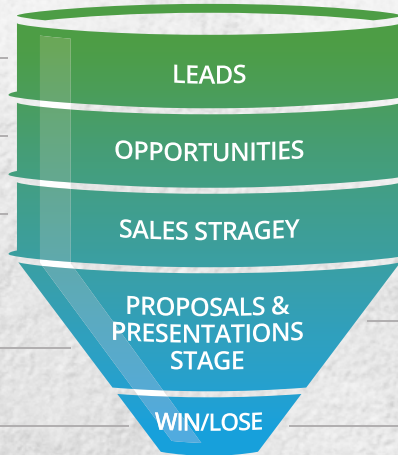 LEADS
OPPORTUNITIES
SALES STRAGEY
PROPOSALS &
PRESENTATIONS
STAGE
WIN/LOSE